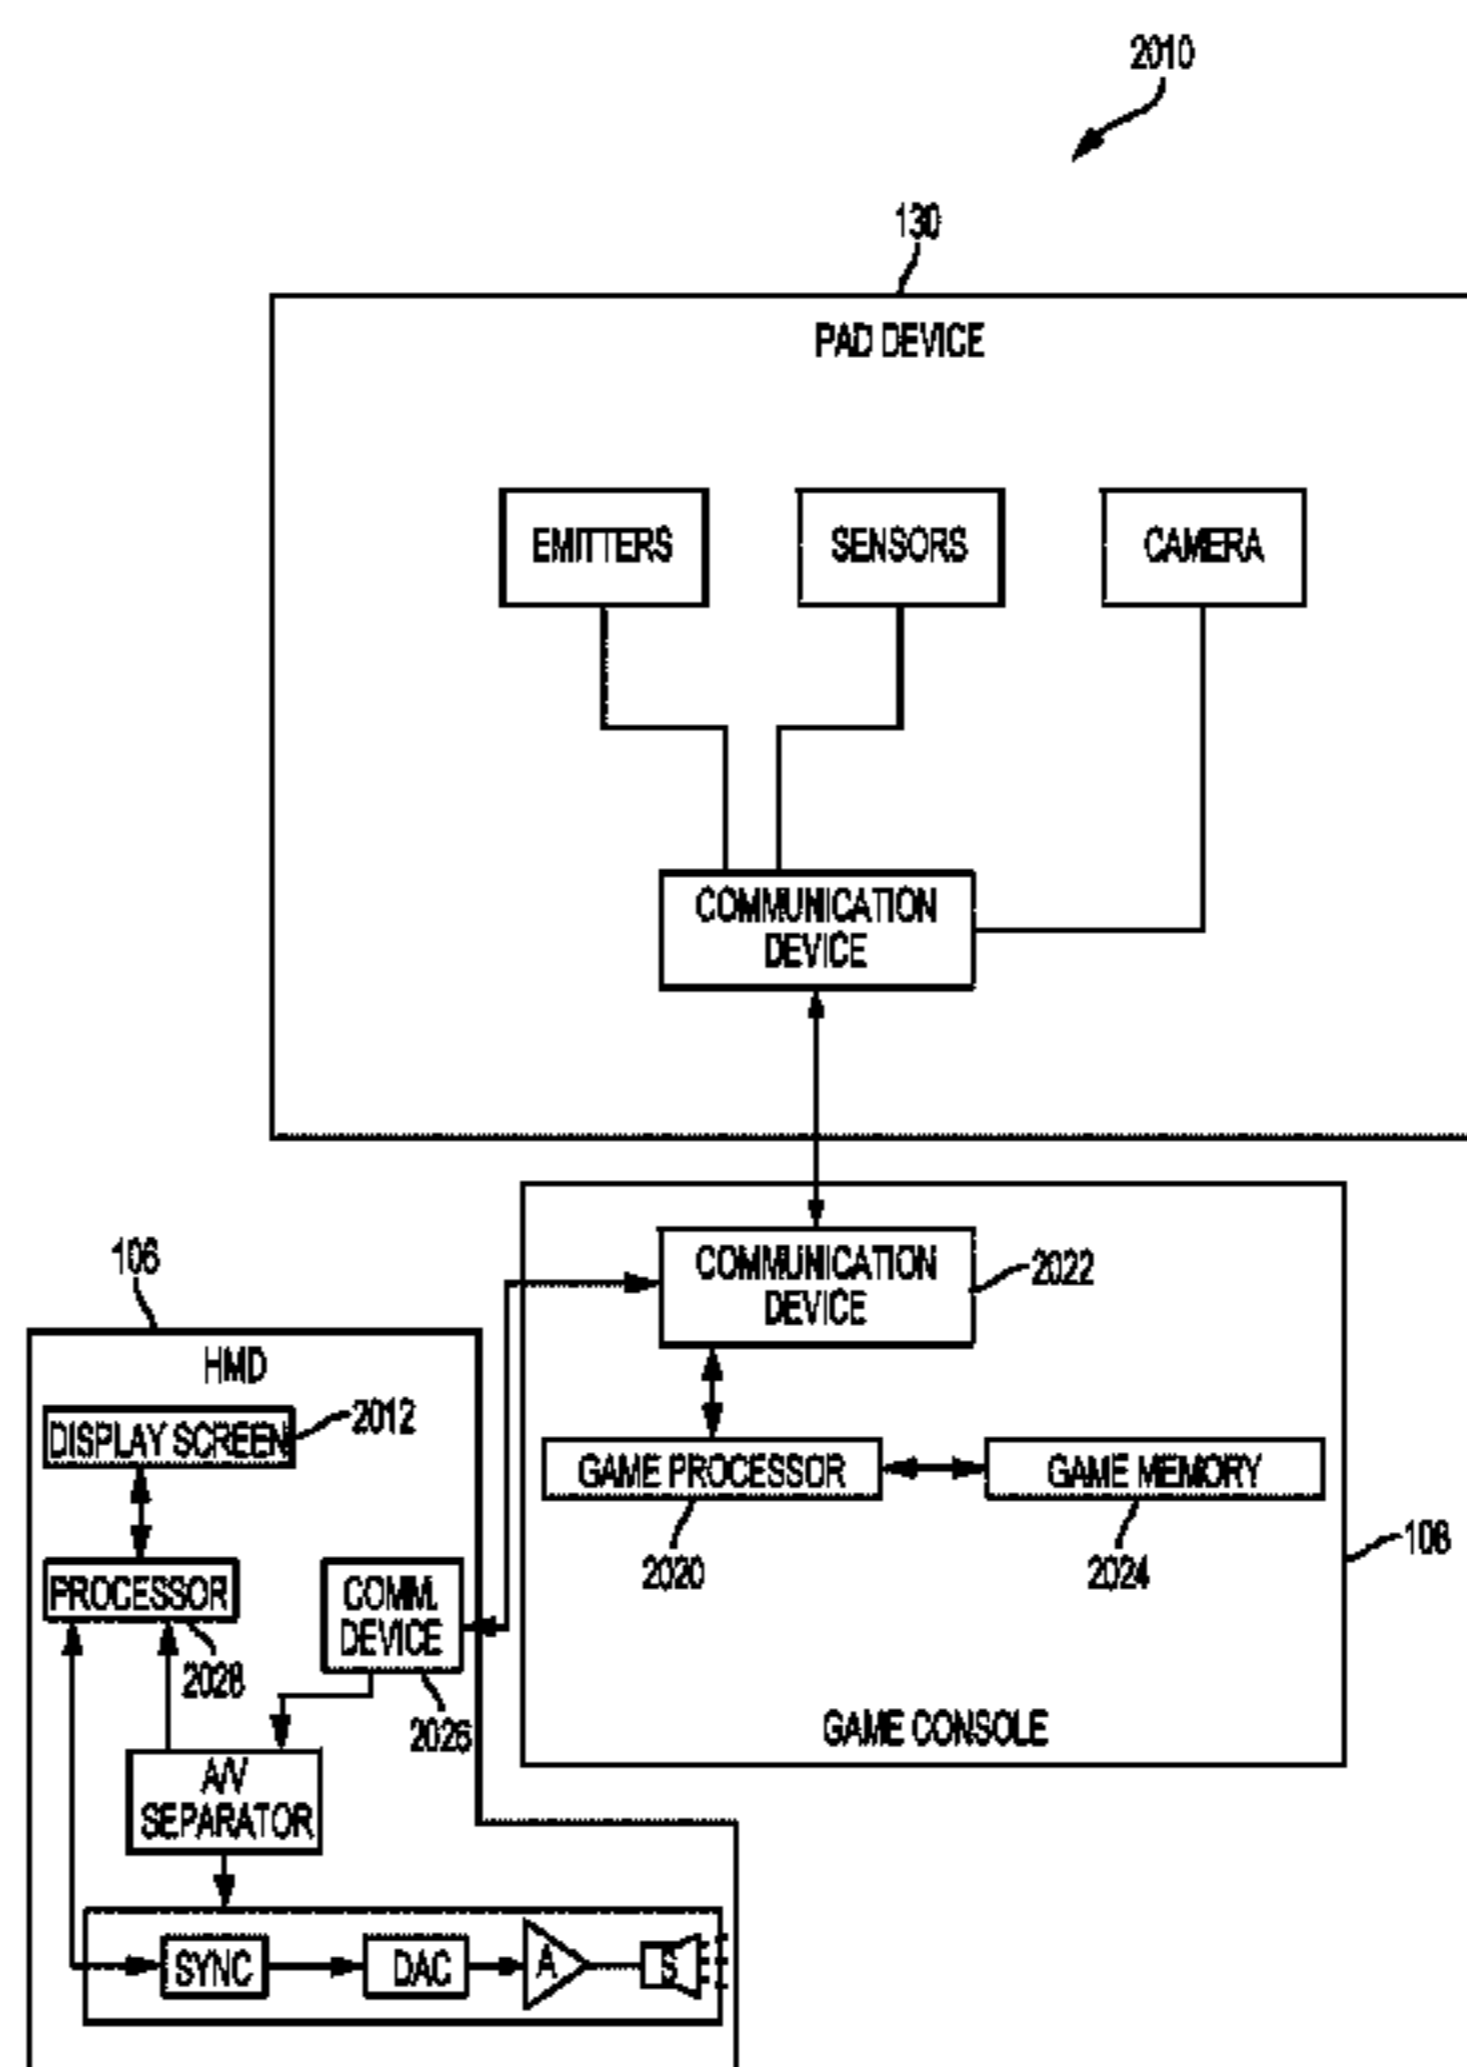 2010
130
PAD DEVICE
EMITTERS
SENSORS
CAMERA
COMMUNICATION
DEVICE
COMMUNICATION
DEVICE
2022
106
HMD
DISPLAY SCREEN
2012
GAME PROCESSOR
GAME MEMORY
2020
2024
108
PROCESSOR
2028
COMM.
DEVICE
2026
GAME CONSOLE
A/V
SEPARATOR
SYNC
DAC
A
S